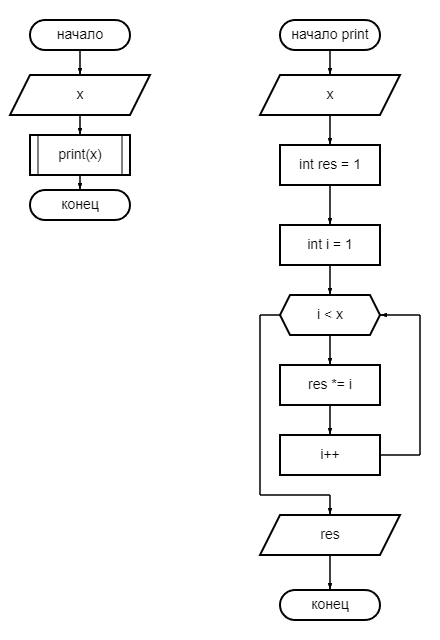 начало
x
print(x)
конец
начало print
x
int res = 1
int i = 1
i < x
res *= i
i++
res
конец